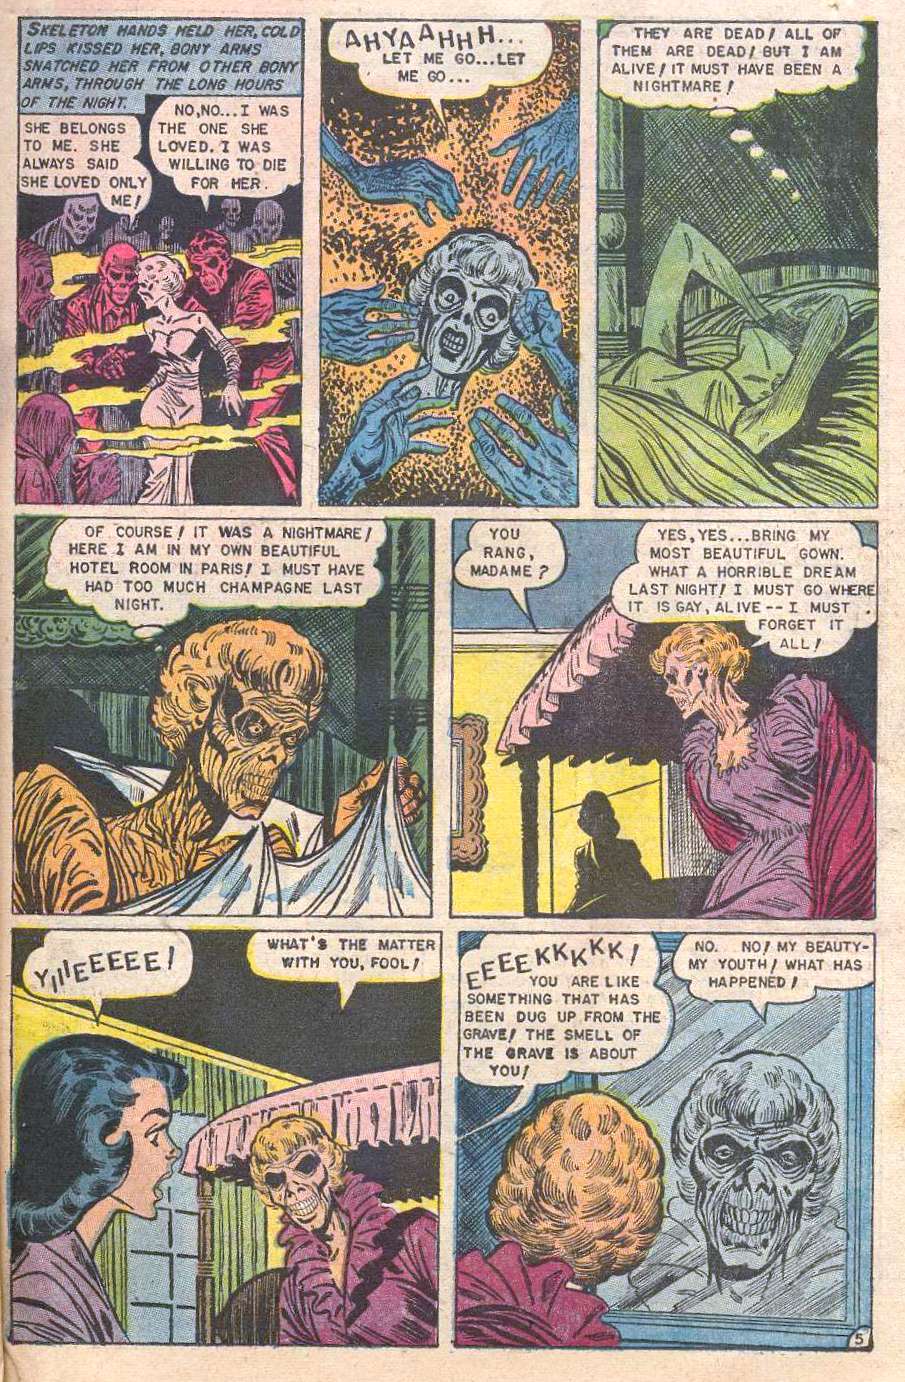 SKELETON HANDS HELD HER, COLD
LIPS KISSED HER, BONY ARMS
SNATCHED HER FROM OTHER BONY
ARMS, THROUGH THE LONG HOURS
OF THE NIGHT.
SHE BELONGS
TO ME. SHE
ALWAYS SAID
SHE LOVED ONLY
ME!
NO, NO... I WAS
THE ONE SHE
LOVED. I WAS
WILLING TO DIE
FOR HER.
AHYAAHHH...
LET ME GO...LET
ME GO...
THEY ARE DEAD! ALL OF
THEM ARE DEAD! BUT I AM
ALIVE! IT MUST HAVE BEEN A
NIGHTMARE!
OF COURSE! IT WAS A NIGHTMARE!
HERE I AM IN MY OWN BEAUTIFUL
HOTEL ROOM IN PARIS! I MUST HAVE
HAD TOO MUCH CHAMPAGNE LAST
NIGHT.
YOU
RANG,
MADAME?
YES, YES... BRING MY
MOST BEAUTIFUL GOWN.
WHAT A HORRIBLE DREAM
LAST NIGHT! I MUST GO WHERE
IT IS GAY, ALIVE -- I MUST
FORGET IT
ALL!
YIIIEEEEE!
WHAT'S THE MATTER
WITH YOU, FOOL!
EEEEKKKKK!
YOU ARE LIKE
SOMETHING THAT HAS
BEEN DUG UP FROM THE
GRAVE! THE SMELL OF
THE GRAVE IS ABOUT
YOU!
NO. NO! MY BEAUTY-
MY YOUTH! WHAT HAS
HAPPENED!
5